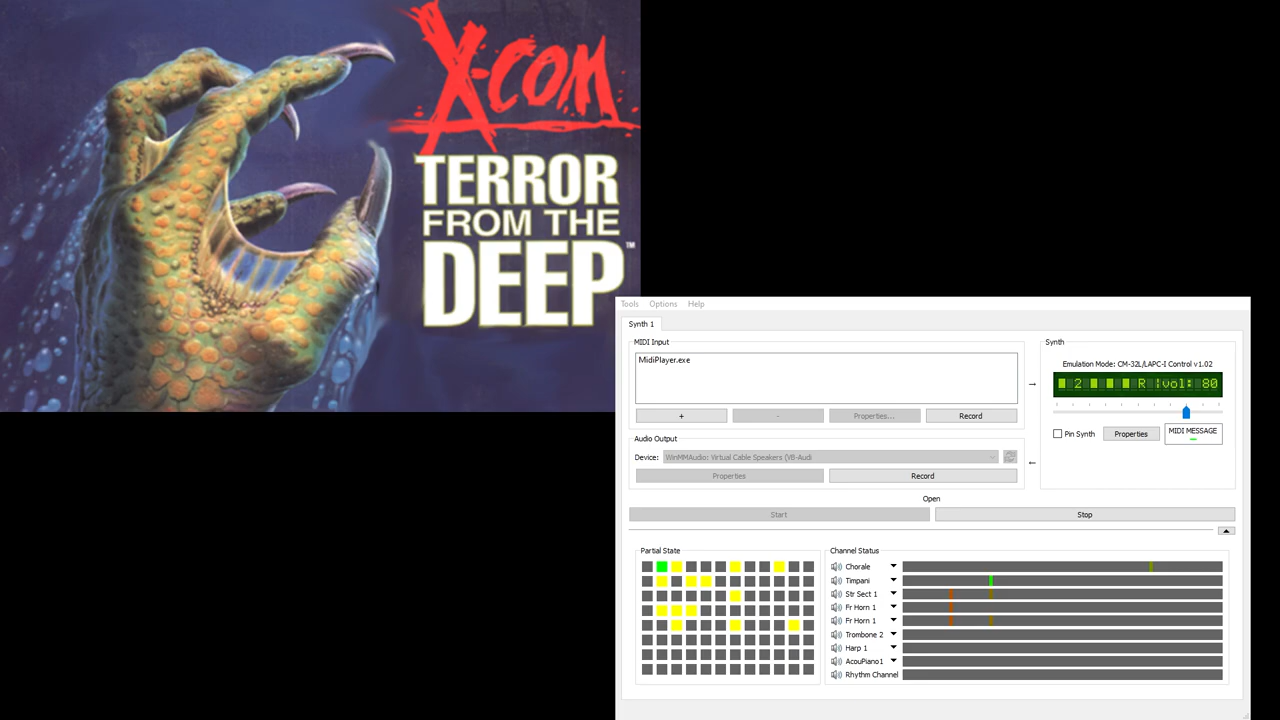 X-COM
TERROR
FROM THE
DEEP™
Tools Options Help
Synth 1
MIDI Input
MidiPlayer.exe
+ - Properties... Record
Audio Output
Device: WinMMAudio: Virtual Cable Speakers (VB-Audi
Properties Record
Synth
Emulation Mode: CM-32L/LAPC-I Control v1.02
2 R |vol: 80
Pin Synth Properties MIDI MESSAGE
Open
Start Stop
Partial State
Channel Status
Chorale
Timpani
Str Sect 1
Fr Horn 1
Fr Horn 1
Trombone 2
Harp 1
AcouPiano1
Rhythm Channel